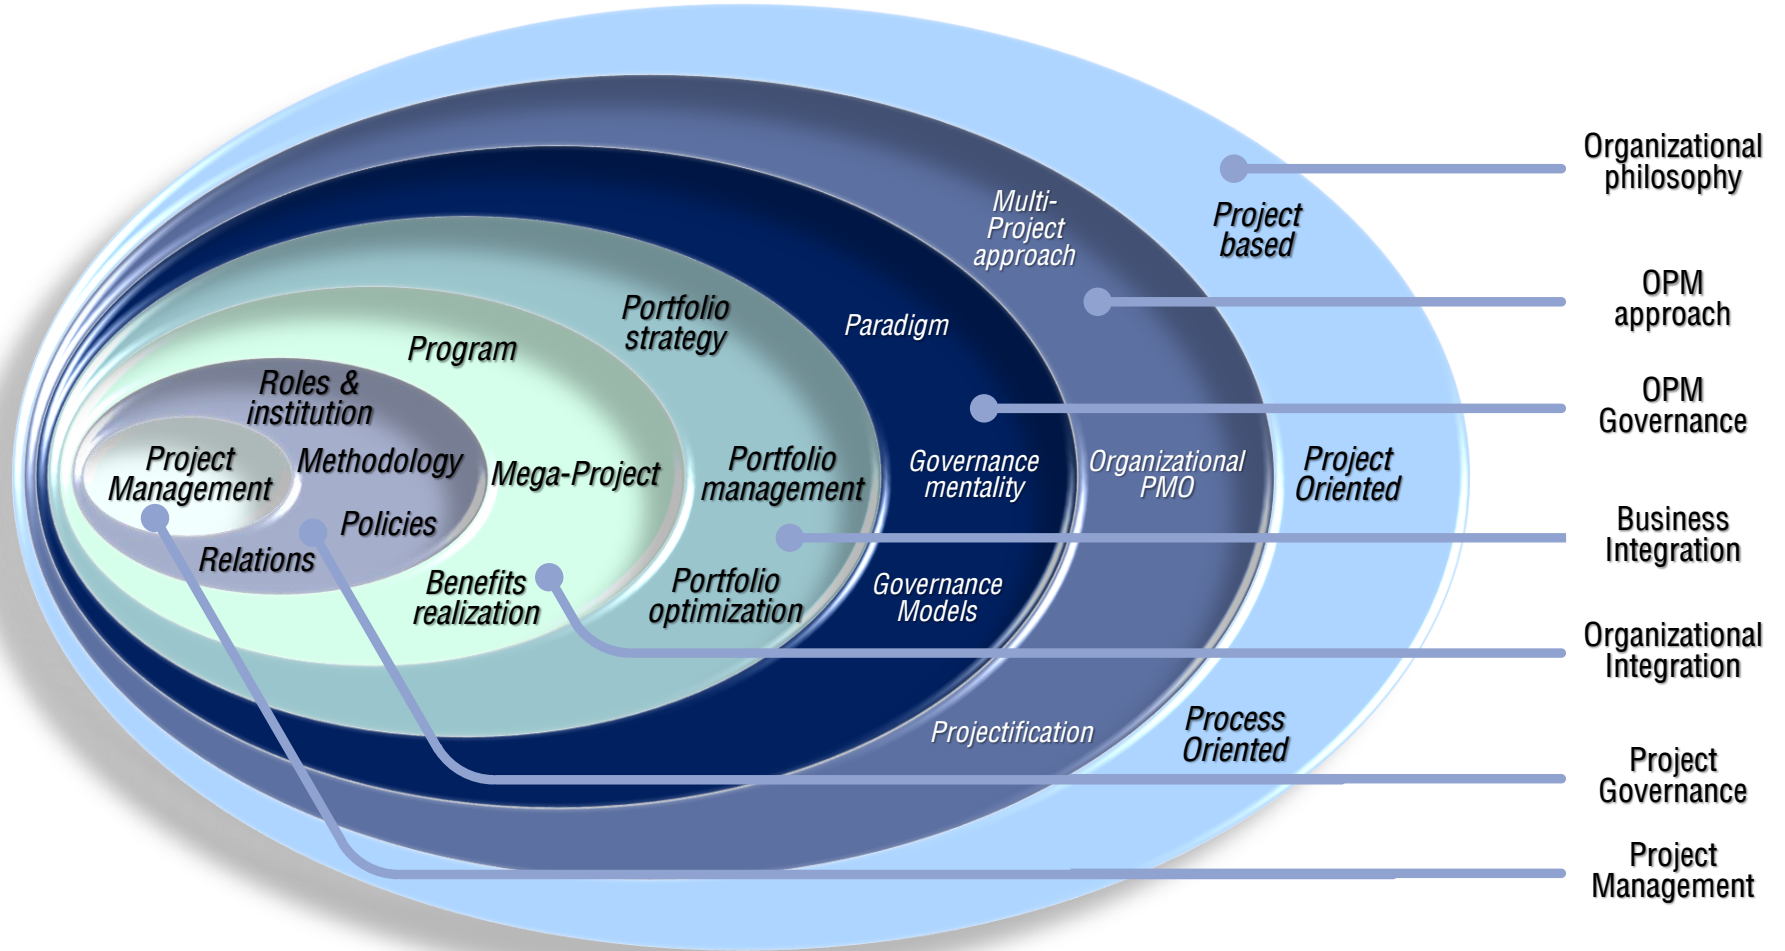 Organizational
philosophy
Multi-
Project
approach
Project
based
OPM
approach
Portfolio
strategy
Paradigm
Program
OPM
Governance
Roles &
institution
Project
Management
Methodology
Mega-Project
Portfolio
management
Governance
mentality
Organizational
PMO
Project
Oriented
Policies
Relations
Business
Integration
Benefits
realization
Portfolio
optimization
Governance
Models
Organizational
Integration
Projectification
Process
Oriented
Project
Governance
Project
Management